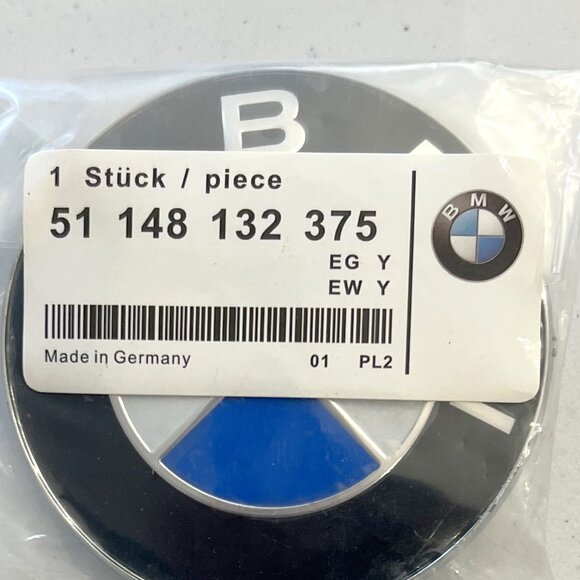 B
1 Stück / piece
51 148 132 375
EG Y
EW Y
Made in Germany
01 PL2
BMW